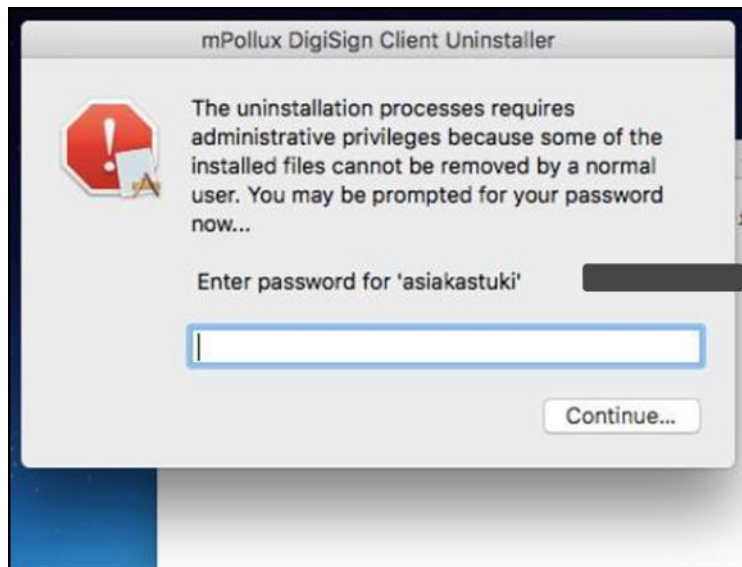 mPollux DigiSign Client Uninstaller
The uninstallation processes requires
administrative privileges because some of the
installed files cannot be removed by a normal
user. You may be prompted for your password
now...
Enter password for 'asiakastuki'
Continue...